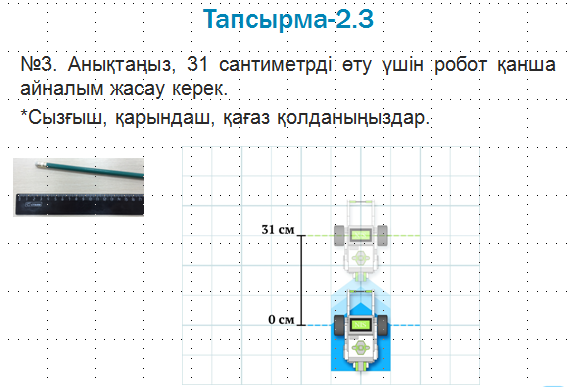 Тапсырма-2.3
№3. Анықтаңыз, 31 сантиметрді өту үшін робот қанша
айналым жасау керек.
*Сызғыш, қарындаш, қағаз қолданыңыздар.
31 см
0 см